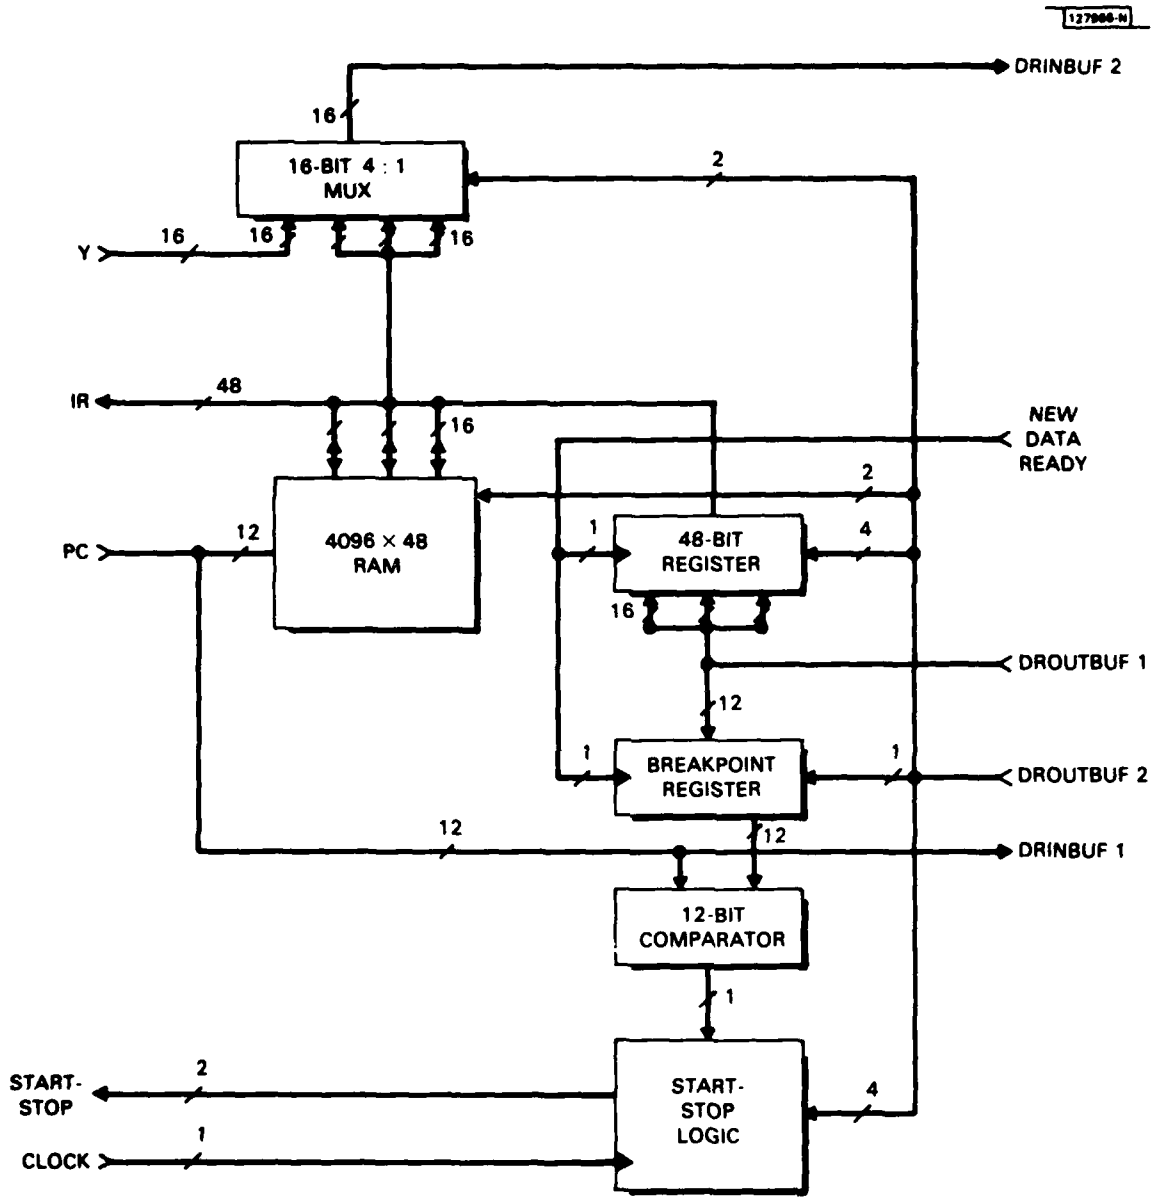 127966-N
DRINBUF 2
16
16-BIT 4 : 1
MUX
2
Y
16
16
16
IR
48
16
NEW
DATA
READY
2
PC
12
4096 × 48
RAM
1
48-BIT
REGISTER
4
16
DROUTBUF 1
12
1
BREAKPOINT
REGISTER
1
DROUTBUF 2
12
12
DRINBUF 1
12-BIT
COMPARATOR
1
START-
STOP
2
START-
STOP
LOGIC
4
CLOCK
1